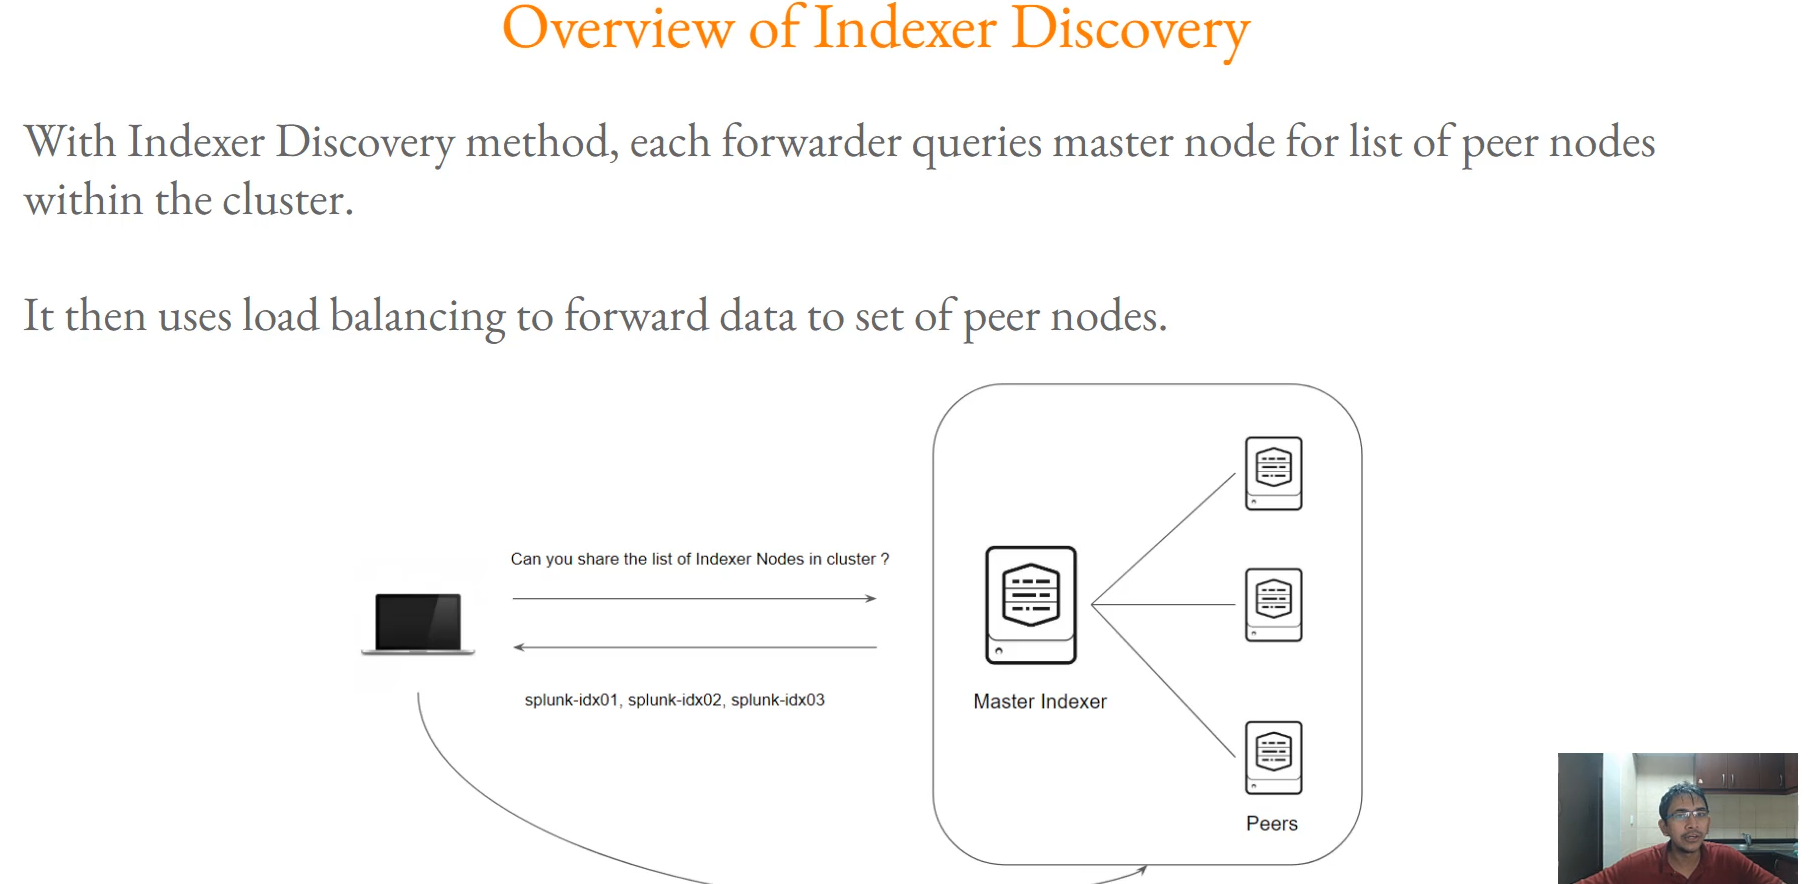 Overview of Indexer Discovery
With Indexer Discovery method, each forwarder queries master node for list of peer nodes
within the cluster.
It then uses load balancing to forward data to set of peer nodes.
Can you share the list of Indexer Nodes in cluster ?
splunk-idx01, splunk-idx02, splunk-idx03
Master Indexer
Peers